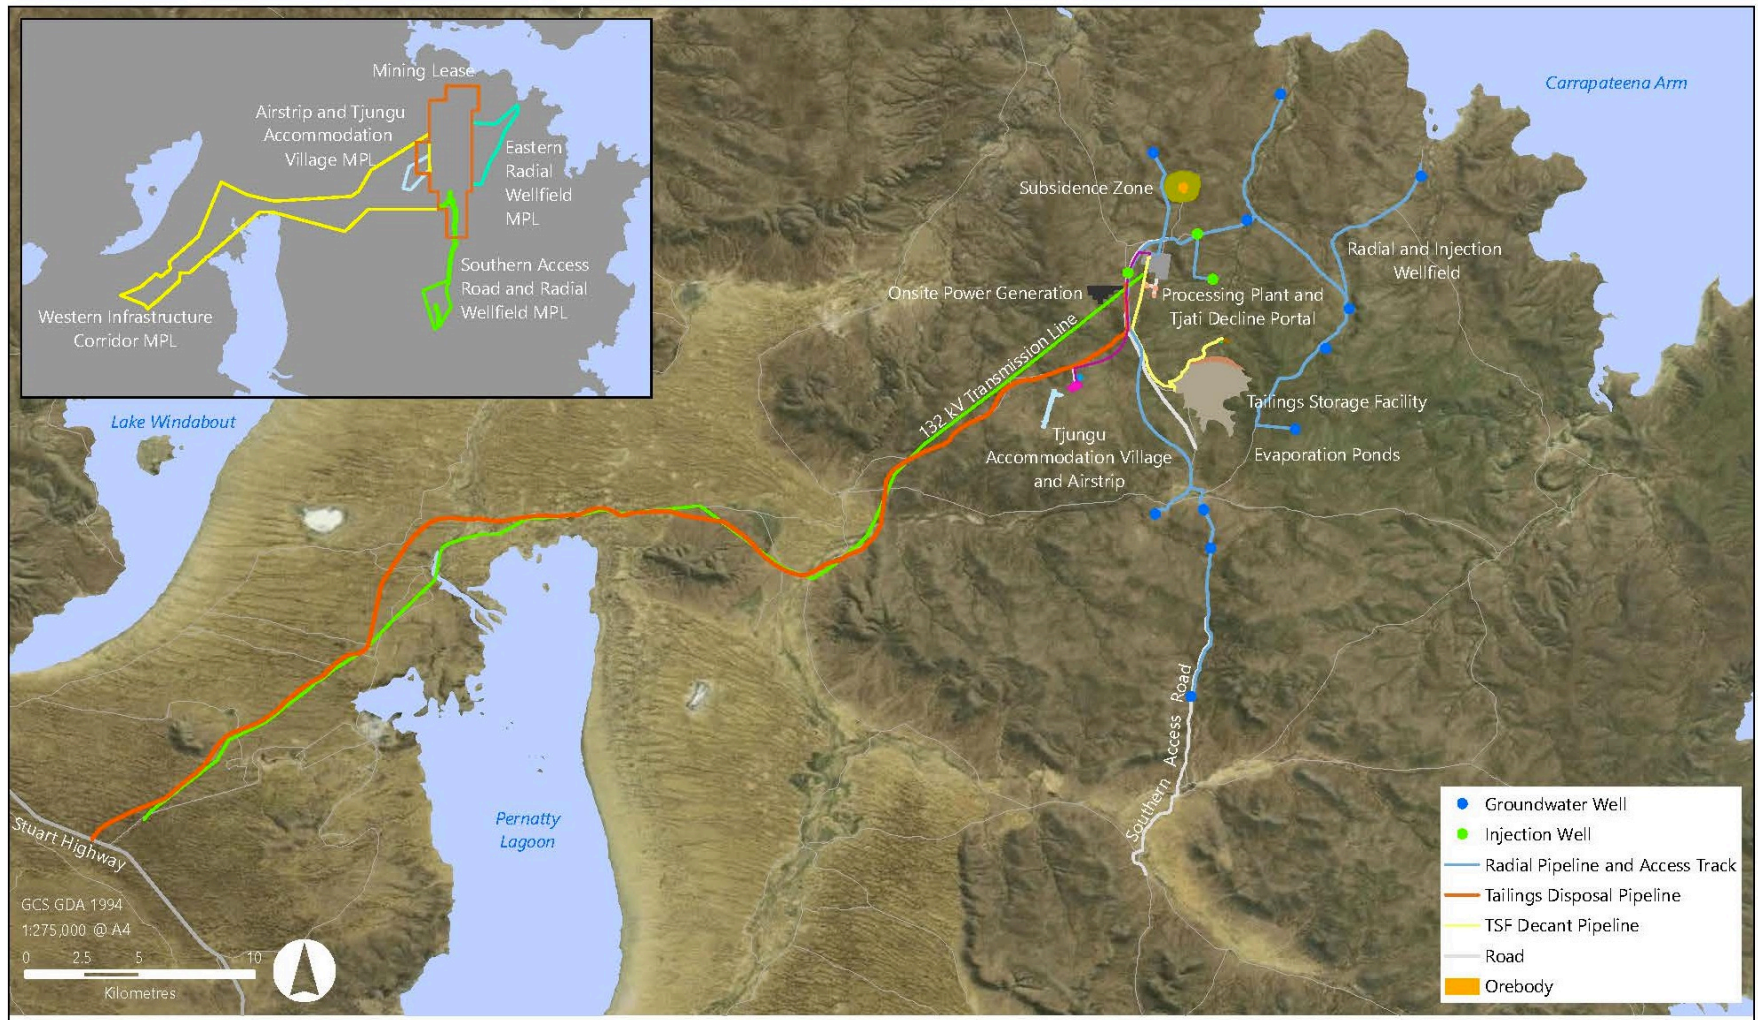 Mining Lease
Airstrip and Tjungu
Accommodation
Village MPL
Eastern
Radial
Wellfield
MPL
Southern Access
Road and Radial
Wellfield MPL
Western Infrastructure
Corridor MPL
Carrapateena Arm
Subsidence Zone
Radial and Injection
Wellfield
Onsite Power Generation
Processing Plant and
Tjati Decline Portal
132 kV Transmission Line
Tailings Storage Facility
Lake Windabout
Tjungu
Accommodation Village
and Airstrip
Evaporation Ponds
Southern Access Road
Pernatty
Lagoon
Stuart Highway
GCS GDA 1994
1:275,000 @ A4
0 2.5 5 10
Kilometres
Groundwater Well
Injection Well
Radial Pipeline and Access Track
Tailings Disposal Pipeline
TSF Decant Pipeline
Road
Orebody